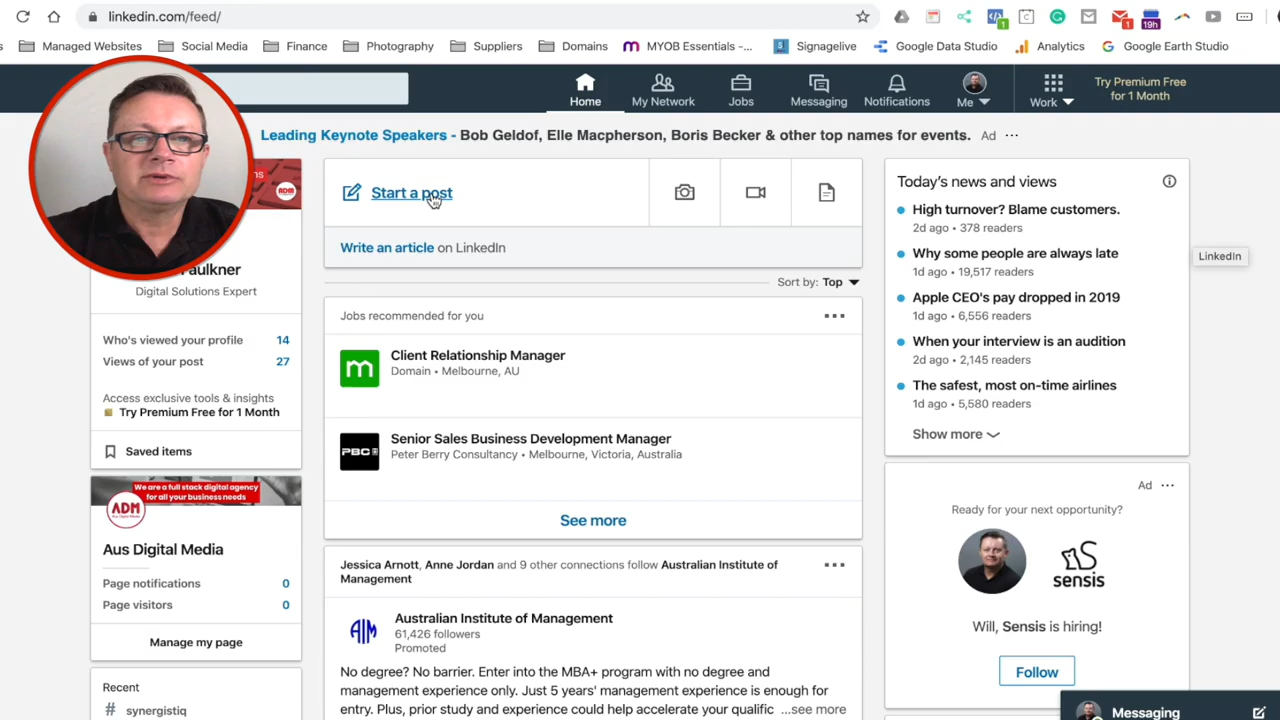 linkedin.com/feed/
1
1
19h
Managed Websites
Social Media
Finance
Photography
Suppliers
Domains
MYOB Essentials -...
Signagelive
Google Data Studio
Analytics
Google Earth Studio
Home
My Network
Jobs
Messaging
Notifications
Me
Work
Try Premium Free
for 1 Month
Leading Keynote Speakers - Bob Geldof, Elle Macpherson, Boris Becker & other top names for events. Ad ...
ADM
Faulkner
Digital Solutions Expert
Who's viewed your profile 14
Views of your post 27
Access exclusive tools & insights
Try Premium Free for 1 Month
Saved items
We are a full stack digital agency
for all your business needs
ADM
Aus Digital Media
Page notifications 0
Page visitors 0
Manage my page
Recent
# synergistiq
Start a post
Write an article on LinkedIn
Sort by: Top
Jobs recommended for you
m
Client Relationship Manager
Domain • Melbourne, AU
PBC
Senior Sales Business Development Manager
Peter Berry Consultancy • Melbourne, Victoria, Australia
See more
Jessica Arnott, Anne Jordan and 9 other connections follow Australian Institute of
Management
AIM
Australian Institute of Management
61,426 followers
Promoted
No degree? No barrier. Enter into the MBA+ program with no degree and
management experience only. Just 5 years' management experience is enough for
entry. Plus, prior study and experience could help accelerate your qualific ...see more
Today's news and views
High turnover? Blame customers.
2d ago • 378 readers
Why some people are always late
1d ago • 19,517 readers
Apple CEO's pay dropped in 2019
1d ago • 6,556 readers
When your interview is an audition
2d ago • 2,145 readers
The safest, most on-time airlines
1d ago • 5,580 readers
Show more
LinkedIn
Ad ...
Ready for your next opportunity?
sensis
Will, Sensis is hiring!
Follow
Messaging